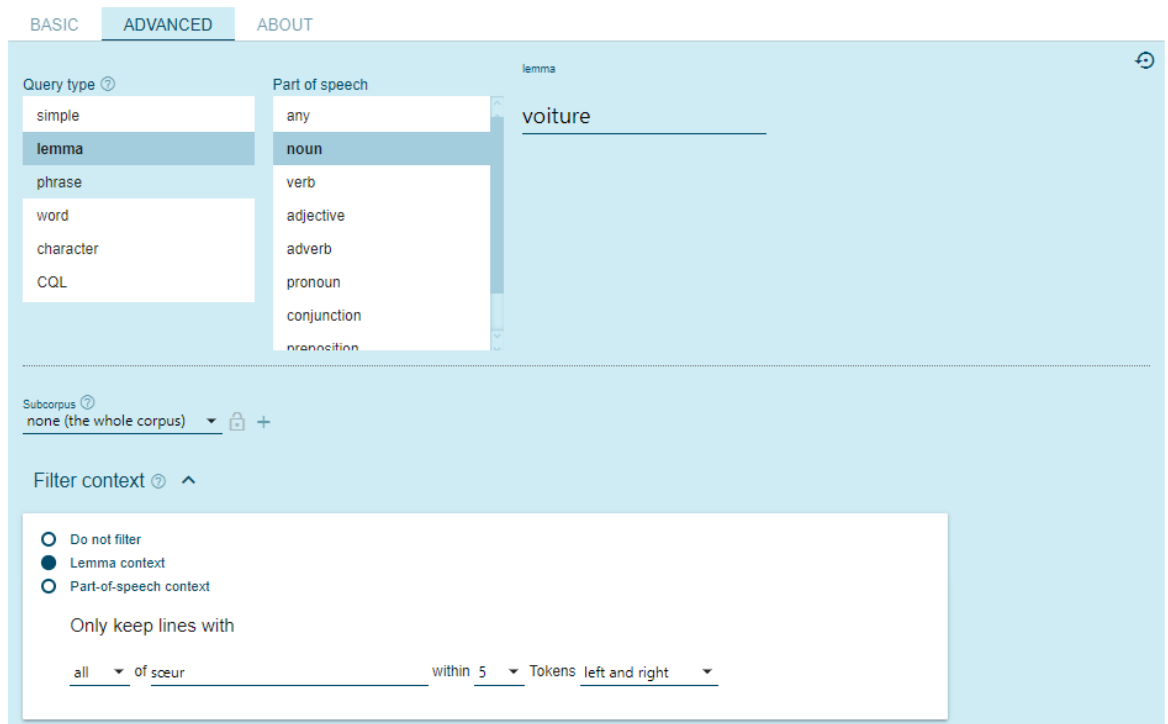 BASIC ADVANCED ABOUT
lemma
Query type Part of speech
simple any voiture
lemma noun
phrase verb
word adjective
character adverb
CQL pronoun
conjunction
preposition
Subcorpus
none (the whole corpus) +
Filter context
Do not filter
Lemma context
Part-of-speech context
Only keep lines with
all of sœur within 5 Tokens left and right